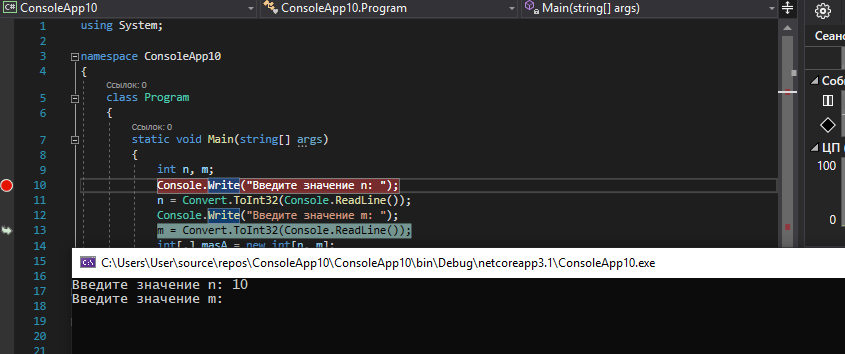 ConsoleApp10
ConsoleApp10.Program
Main(string[] args)
1 using System;
2
3 namespace ConsoleApp10
4 {
Ссылок: 0
5 class Program
6 {
Ссылок: 0
7 static void Main(string[] args)
8 {
9 int n, m;
10 Console.Write("Введите значение n: ");
11 n = Convert.ToInt32(Console.ReadLine());
12 Console.Write("Введите значение m: ");
13 m = Convert.ToInt32(Console.ReadLine());
14 int[,] masA = new int[n, m];
15
16
17
18
19
20
21
C:\Users\User\source\repos\ConsoleApp10\ConsoleApp10\bin\Debug\netcoreapp3.1\ConsoleApp10.exe
Введите значение n: 10
Введите значение m:
Сеанс
Собы
ЦП (
100
0